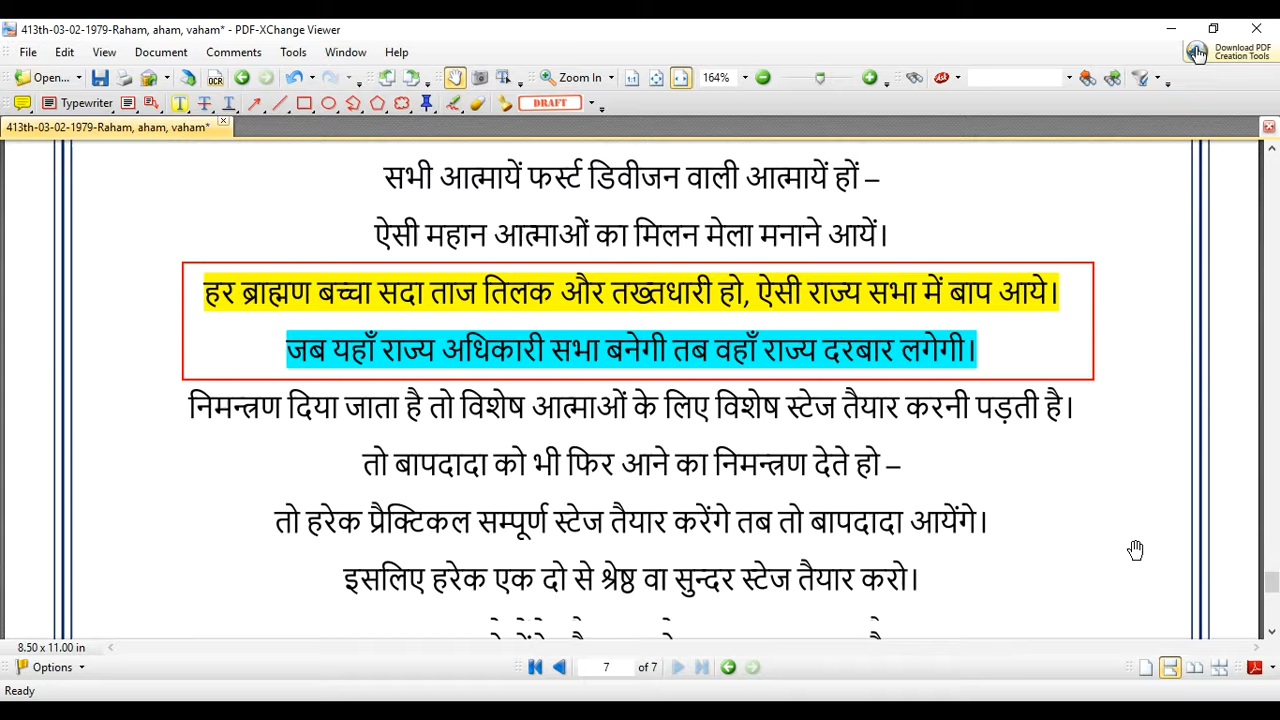 413th-03-02-1979-Raham, aham, vaham* - PDF-XChange Viewer
File Edit View Document Comments Tools Window Help
Download PDF
Creation Tools
Open... OCR Zoom In 164%
Typewriter DRAFT
413th-03-02-1979-Raham, aham, vaham*
सभी आत्मायें फर्स्ट डिवीजन वाली आत्मायें हों –
ऐसी महान आत्माओं का मिलन मेला मनाने आयें।
हर ब्राह्मण बच्चा सदा ताज तिलक और तख्तधारी हो, ऐसी राज्य सभा में बाप आये।
जब यहाँ राज्य अधिकारी सभा बनेगी तब वहाँ राज्य दरबार लगेगी।
निमन्त्रण दिया जाता है तो विशेष आत्माओं के लिए विशेष स्टेज तैयार करनी पड़ती है।
तो बापदादा को भी फिर आने का निमन्त्रण देते हो –
तो हरेक प्रैक्टिकल सम्पूर्ण स्टेज तैयार करेंगे तब तो बापदादा आयेंगे।
इसलिए हरेक एक दो से श्रेष्ठ वा सुन्दर स्टेज तैयार करो।
8.50 x 11.00 in
Options 7 of 7
Ready